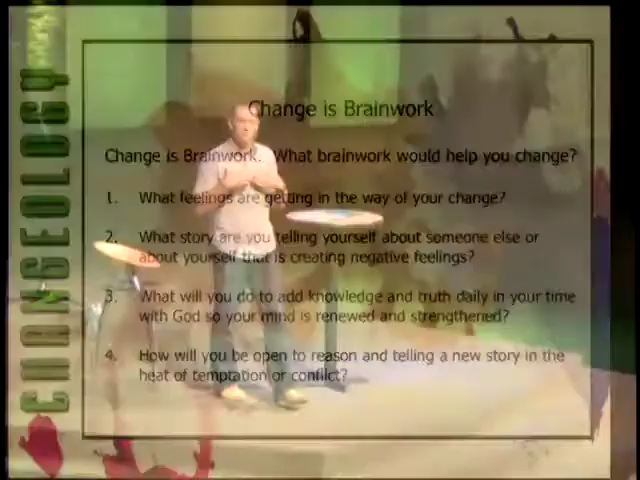 CHANGEOLOGY
Change is Brainwork
Change is Brainwork. What brainwork would help you change?
1. What feelings are getting in the way of your change?
2. What story are you telling yourself about someone else or
about yourself that is creating negative feelings?
3. What will you do to add knowledge and truth daily in your time
with God so your mind is renewed and strengthened?
4. How will you be open to reason and telling a new story in the
heat of temptation or conflict?